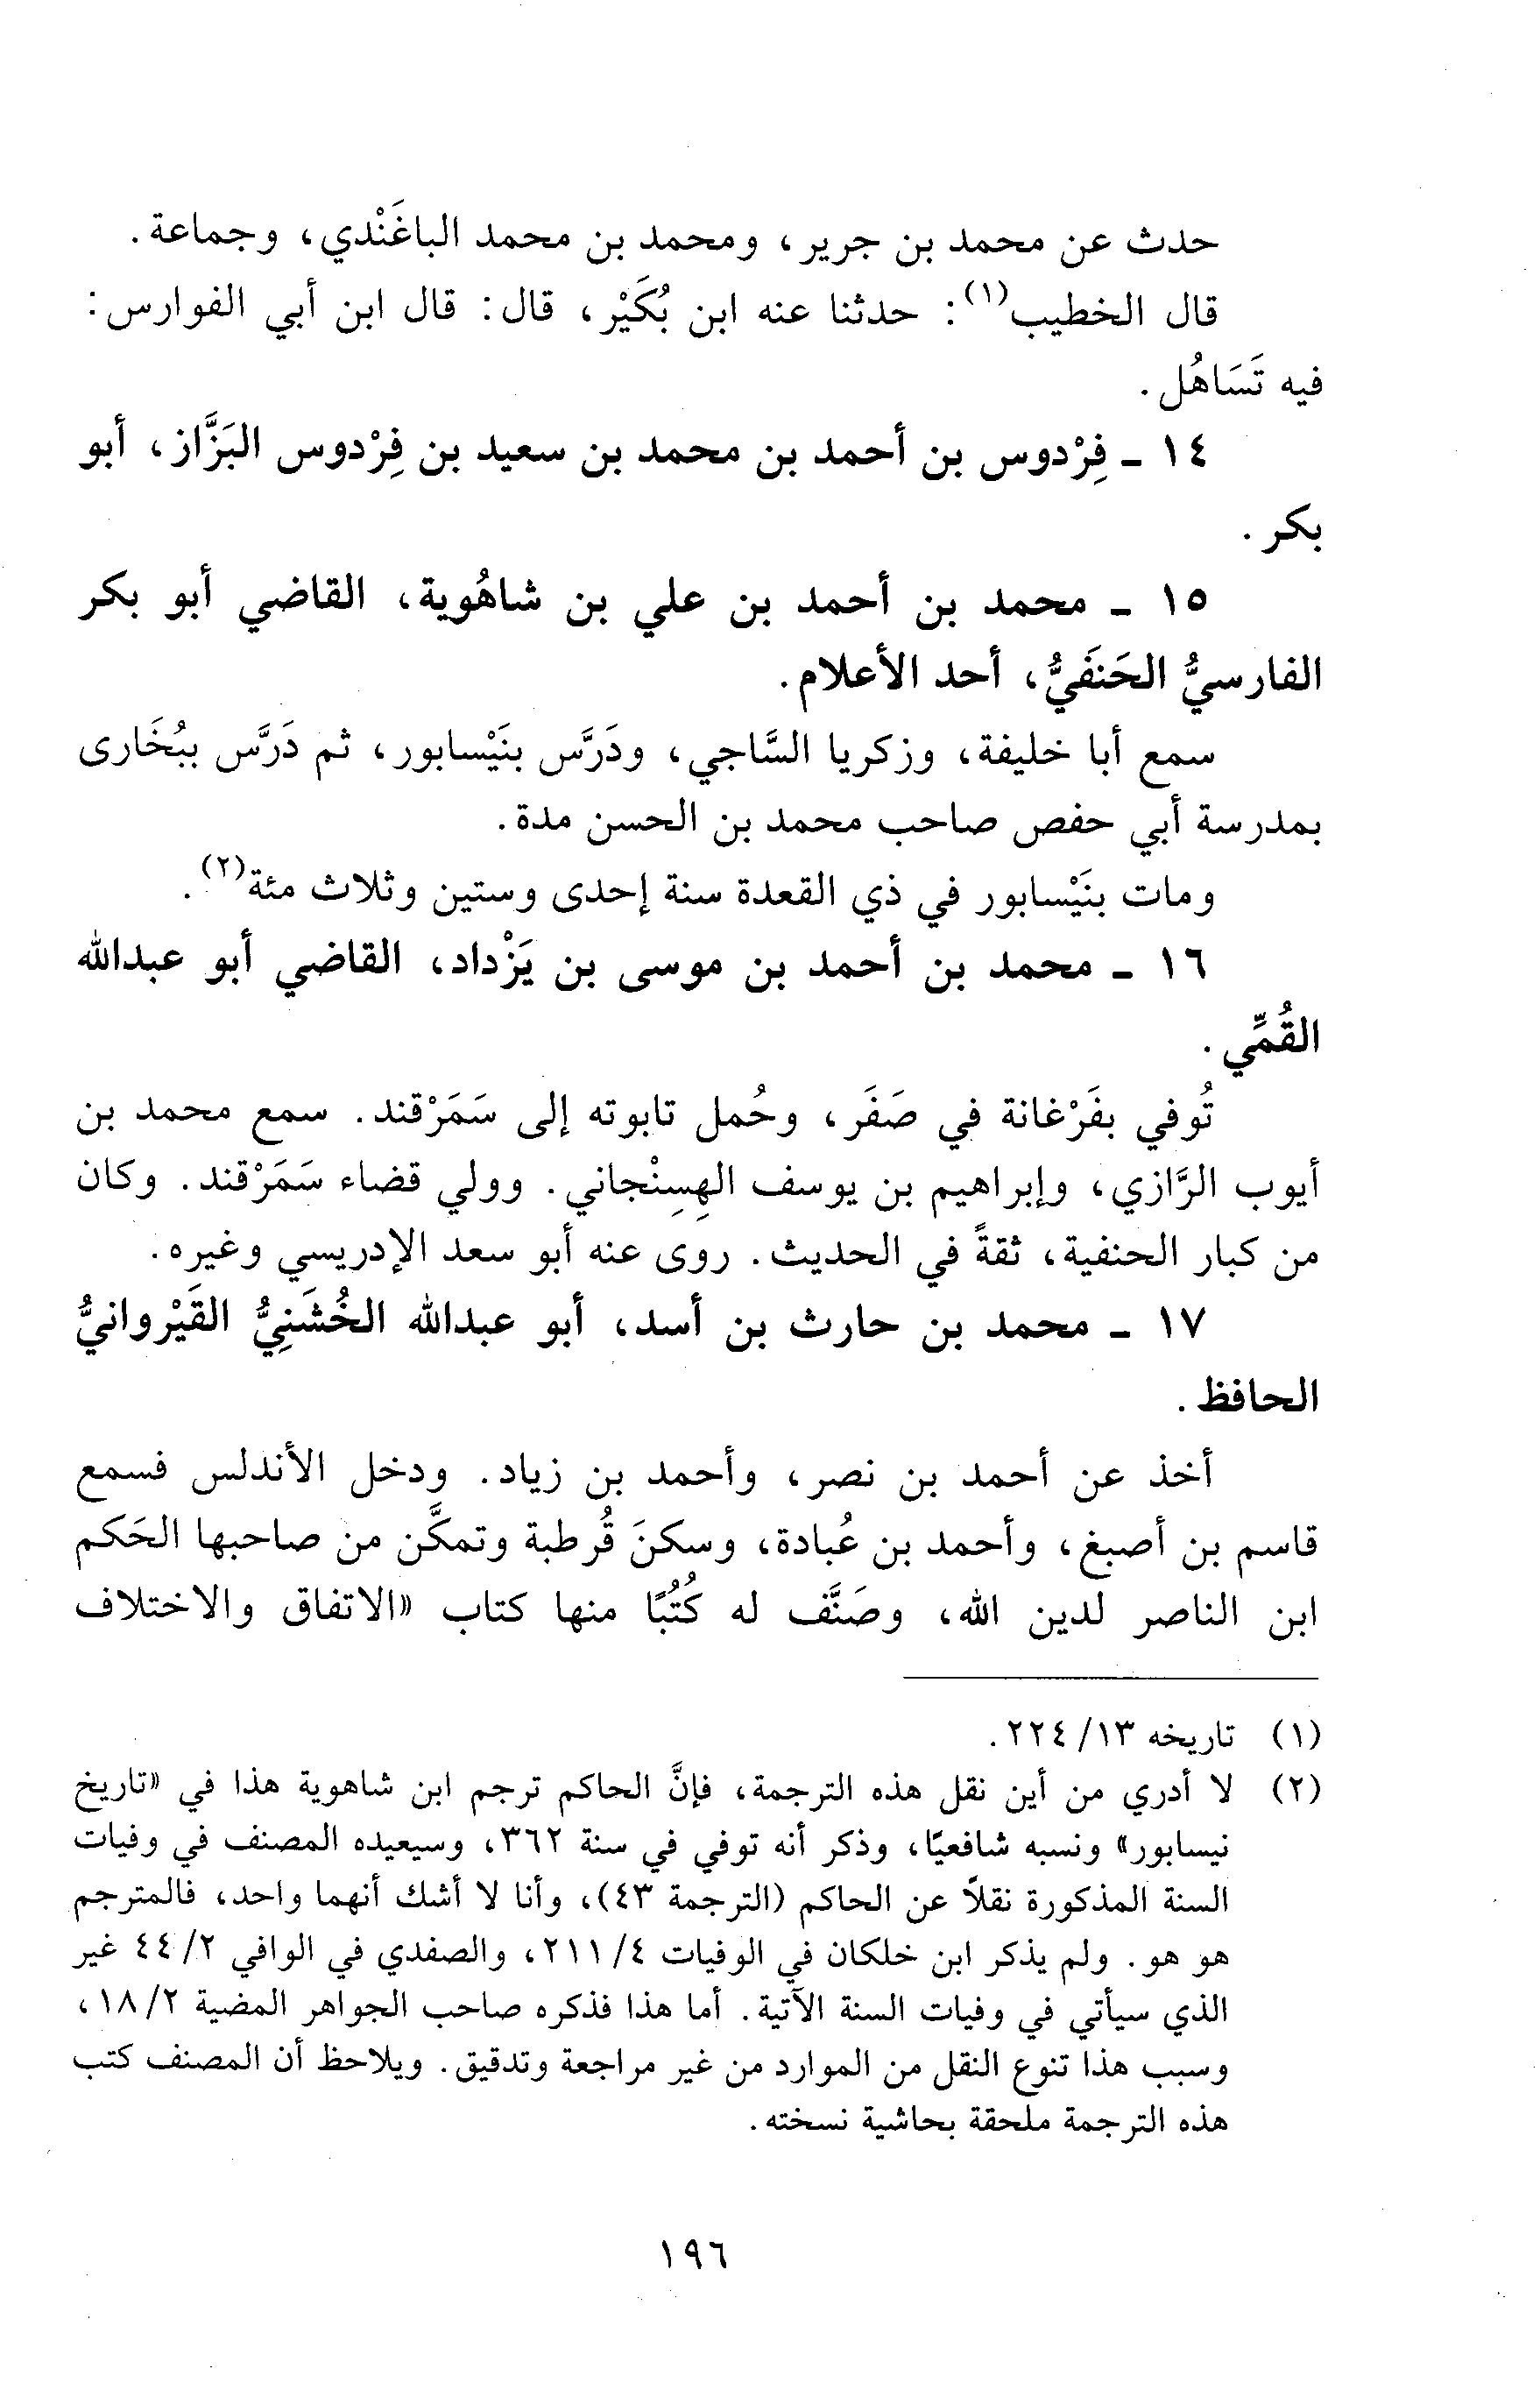 حدث عن محمد بن جرير، ومحمد بن محمد الباغَنْدي، وجماعة.
قال الخطيب(١): حدثنا عنه ابن بُكَيْر، قال: قال ابن أبي الفوارس:
فيه تَسَاهُل.
١٤ ـ فِرْدوس بن أحمد بن محمد بن سعيد بن فِرْدوس البَزَّاز، أبو
بكر.
١٥ ـ محمد بن أحمد بن علي بن شاهُوية، القاضي أبو بكر
الفارسيُّ الحَنفَيُّ، أحد الأعلام.
سمع أبا خليفة، وزكريا السَّاجي، ودَرَّس بنَيْسابور، ثم دَرَّس ببُخَارى
بمدرسة أبي حفص صاحب محمد بن الحسن مدة.
ومات بنَيْسابور في ذي القعدة سنة إحدى وستين وثلاث مئة(٢).
١٦ ـ محمد بن أحمد بن موسى بن يَزْداد، القاضي أبو عبدالله
القُمِّي.
تُوفي بفَرْغانة في صَفَر، وحُمل تابوته إلى سَمَرْقند. سمع محمد بن
أيوب الرَّازي، وإبراهيم بن يوسف الهِسِنْجاني. وولي قضاء سَمَرْقند. وكان
من كبار الحنفية، ثقةً في الحديث. روى عنه أبو سعد الإدريسي وغيره.
١٧ ـ محمد بن حارث بن أسد، أبو عبدالله الخُشَنِيُّ القَيْروانيُّ
الحافظ.
أخذ عن أحمد بن نصر، وأحمد بن زياد. ودخل الأندلس فسمع
قاسم بن أصبغ، وأحمد بن عُبادة، وسكنَ قُرطبة وتمكَّن من صاحبها الحَكم
ابن الناصر لدين الله، وصَنَّف له كُتُبًا منها كتاب «الاتفاق والاختلاف
(١) تاريخه ١٣/ ٢٢٤.
(٢) لا أدري من أين نقل هذه الترجمة، فإنَّ الحاكم ترجم ابن شاهوية هذا في «تاريخ
نيسابور» ونسبه شافعيًا، وذكر أنه توفي في سنة ٣٦٢، وسيعيده المصنف في وفيات
السنة المذكورة نقلاً عن الحاكم (الترجمة ٤٣)، وأنا لا أشك أنهما واحد، فالمترجم
هو هو. ولم يذكر ابن خلكان في الوفيات ٤/ ٢١١، والصفدي في الوافي ٢/ ٤٤ غير
الذي سيأتي في وفيات السنة الآتية. أما هذا فذكره صاحب الجواهر المضية ٢/ ١٨،
وسبب هذا تنوع النقل من الموارد من غير مراجعة وتدقيق. ويلاحظ أن المصنف كتب
هذه الترجمة ملحقة بحاشية نسخته.
١٩٦